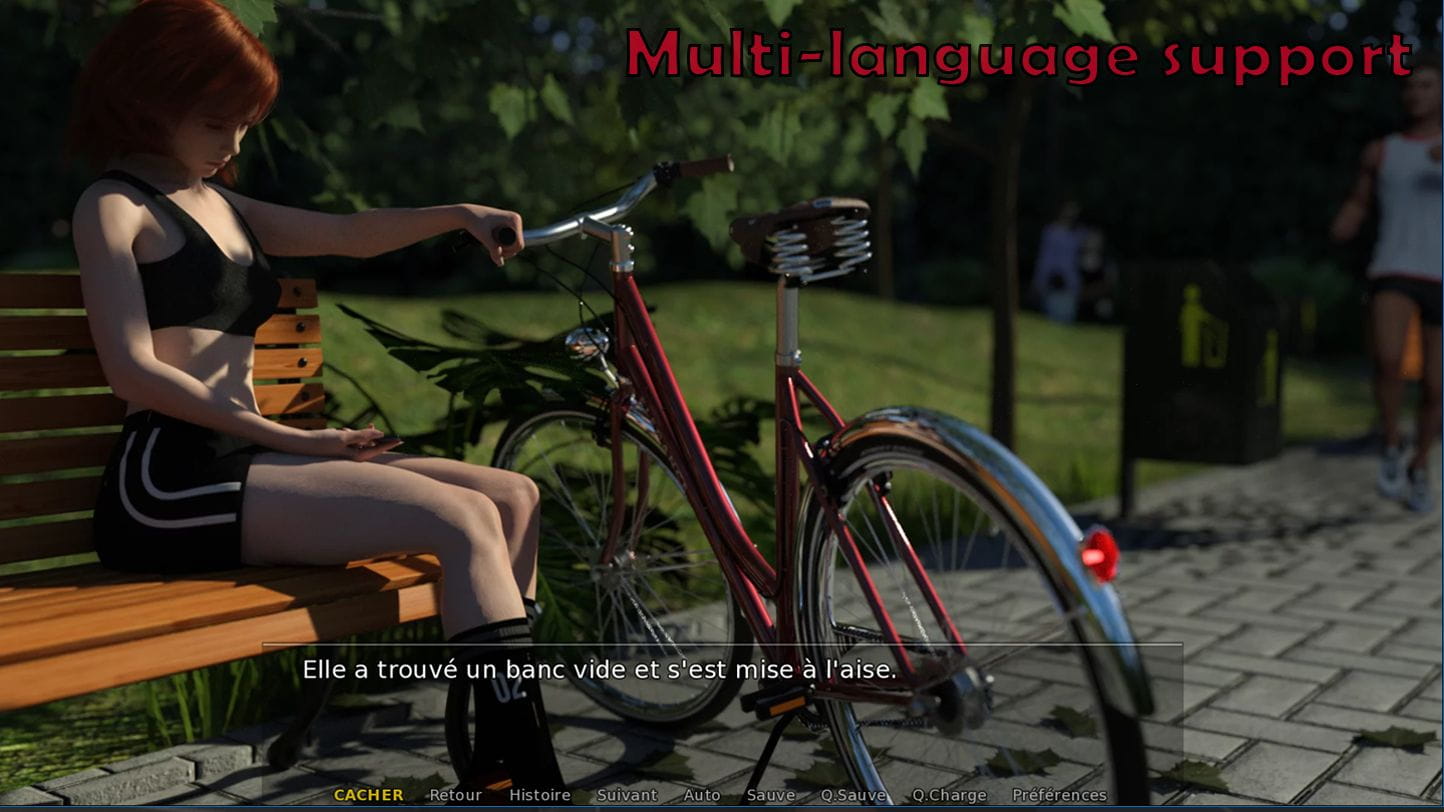 Multi-language support
Elle a trouvé un banc vide et s'est mise à l'aise.
02
CACHER Retour Histoire Suivant Auto Sauve Q.Sauve Q.Charge Préférences